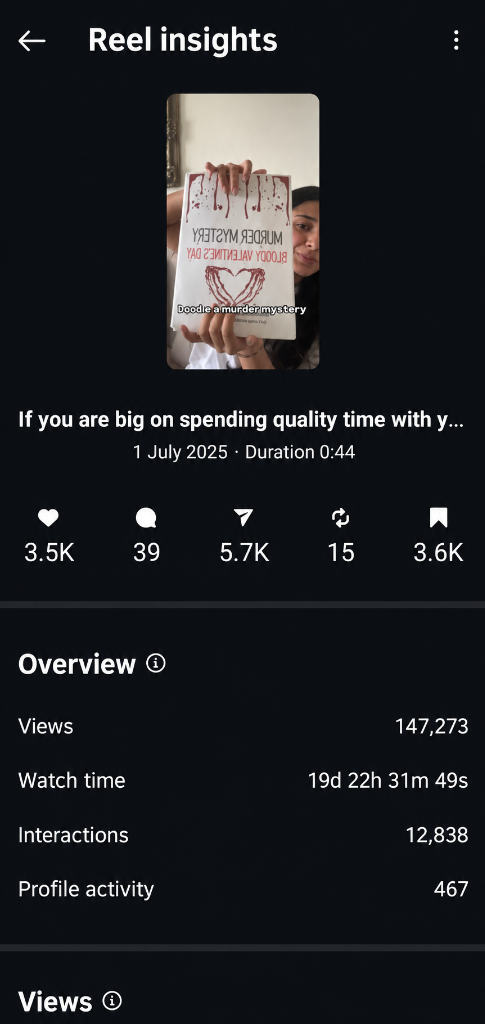 Reel insights
MURDER MYSTERY
BLOODY VALENTINE'S DAY
Doodle a murder mystery
If you are big on spending quality time with y...
1 July 2025 · Duration 0:44
3.5K 39 5.7K 15 3.6K
Overview
Views 147,273
Watch time 19d 22h 31m 49s
Interactions 12,838
Profile activity 467
Views